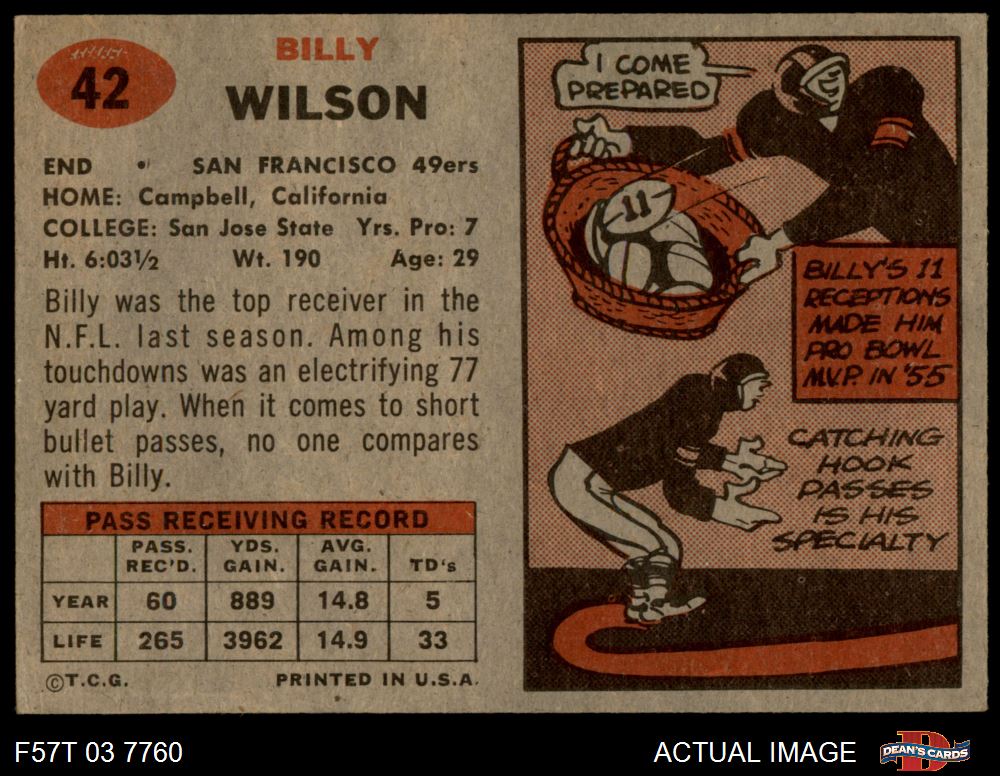 42
BILLY
WILSON
END • SAN FRANCISCO 49ers
HOME: Campbell, California
COLLEGE: San Jose State Yrs. Pro: 7
Ht. 6:03½ Wt. 190 Age: 29
Billy was the top receiver in the
N.F.L. last season. Among his
touchdowns was an electrifying 77
yard play. When it comes to short
bullet passes, no one compares
with Billy.
PASS RECEIVING RECORD
PASS. REC'D. YDS. GAIN. AVG. GAIN. TD's
YEAR 60 889 14.8 5
LIFE 265 3962 14.9 33
©T.C.G. PRINTED IN U.S.A.
I COME
PREPARED
11
BILLY'S 11
RECEPTIONS
MADE HIM
PRO BOWL
M.V.P. IN '55
CATCHING
HOOK
PASSES
IS HIS
SPECIALTY
F57T 03 7760 ACTUAL IMAGE
D
DEAN'S CARDS